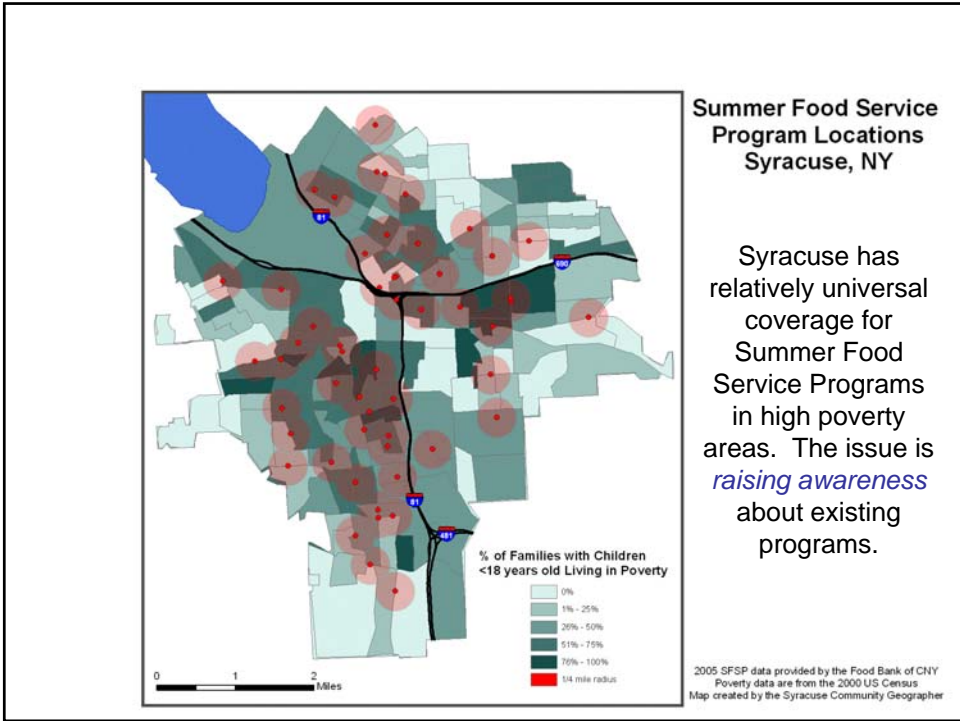 Summer Food Service
Program Locations
Syracuse, NY
Syracuse has
relatively universal
coverage for
Summer Food
Service Programs
in high poverty
areas.  The issue is
raising awareness
about existing
programs.
81
690
81
481
% of Families with Children
<18 years old Living in Poverty
0%
1% - 25%
26% - 50%
51% - 75%
76% - 100%
1/4 mile radius
0 1 2
Miles
2005 SFSP data provided by the Food Bank of CNY
Poverty data are from the 2000 US Census
Map created by the Syracuse Community Geographer